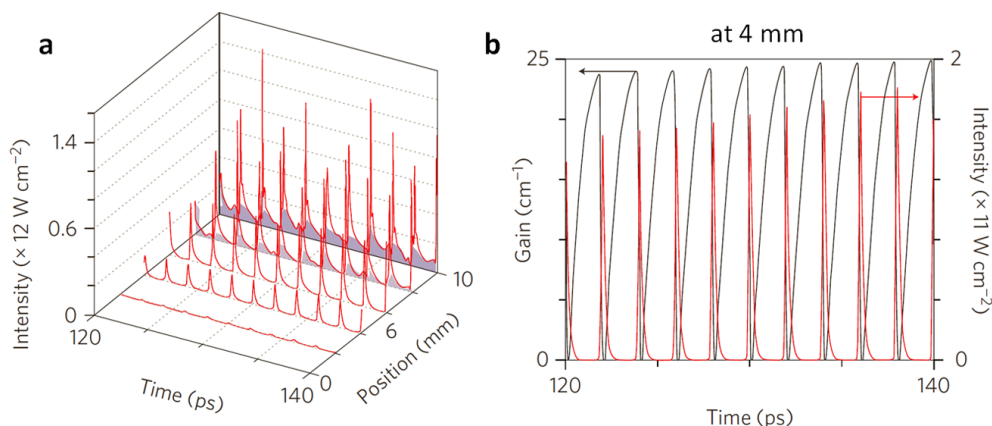 a
Intensity (× 12 W cm⁻²)
1.4
0.6
0
120
Time (ps)
140
0
6
10
Position (mm)
b
at 4 mm
Gain (cm⁻¹)
25
0
120
140
Time (ps)
2
0
Intensity (× 11 W cm⁻²)